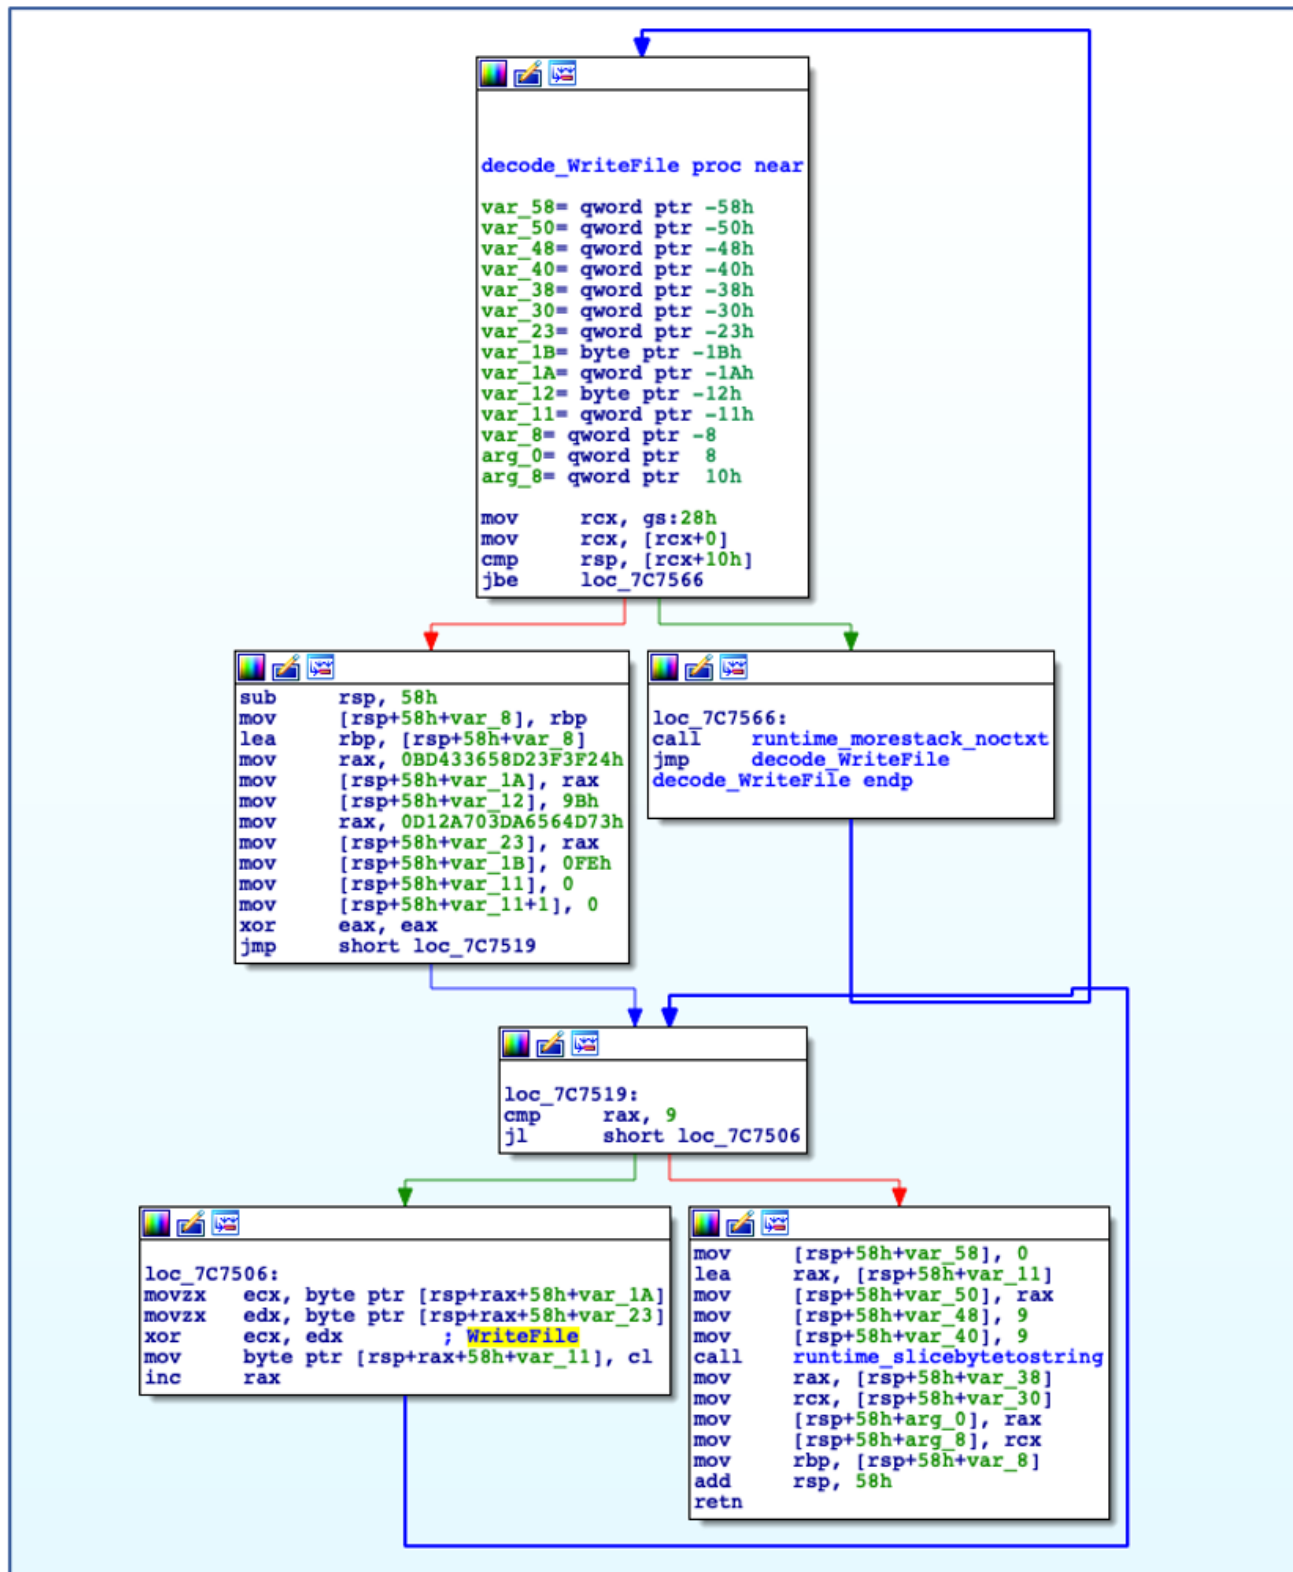 decode_WriteFile proc near
var_58= qword ptr -58h
var_50= qword ptr -50h
var_48= qword ptr -48h
var_40= qword ptr -40h
var_38= qword ptr -38h
var_30= qword ptr -30h
var_23= qword ptr -23h
var_1B= byte ptr -1Bh
var_1A= qword ptr -1Ah
var_12= byte ptr -12h
var_11= qword ptr -11h
var_8= qword ptr -8
arg_0= qword ptr 8
arg_8= qword ptr 10h
mov rcx, gs:28h
mov rcx, [rcx+0]
cmp rsp, [rcx+10h]
jbe loc_7C7566
sub rsp, 58h
mov [rsp+58h+var_8], rbp
lea rbp, [rsp+58h+var_8]
mov rax, 0BD433658D23F3F24h
mov [rsp+58h+var_1A], rax
mov [rsp+58h+var_12], 9Bh
mov rax, 0D12A703DA6564D73h
mov [rsp+58h+var_23], rax
mov [rsp+58h+var_1B], 0FEh
mov [rsp+58h+var_11], 0
mov [rsp+58h+var_11+1], 0
xor eax, eax
jmp short loc_7C7519
loc_7C7566:
call runtime_morestack_noctxt
jmp decode_WriteFile
decode_WriteFile endp
loc_7C7519:
cmp rax, 9
jl short loc_7C7506
loc_7C7506:
movzx ecx, byte ptr [rsp+rax+58h+var_1A]
movzx edx, byte ptr [rsp+rax+58h+var_23]
xor ecx, edx ; WriteFile
mov byte ptr [rsp+rax+58h+var_11], cl
inc rax
mov [rsp+58h+var_58], 0
lea rax, [rsp+58h+var_11]
mov [rsp+58h+var_50], rax
mov [rsp+58h+var_48], 9
mov [rsp+58h+var_40], 9
call runtime_slicebytetostring
mov rax, [rsp+58h+var_38]
mov rcx, [rsp+58h+var_30]
mov [rsp+58h+arg_0], rax
mov [rsp+58h+arg_8], rcx
mov rbp, [rsp+58h+var_8]
add rsp, 58h
retn